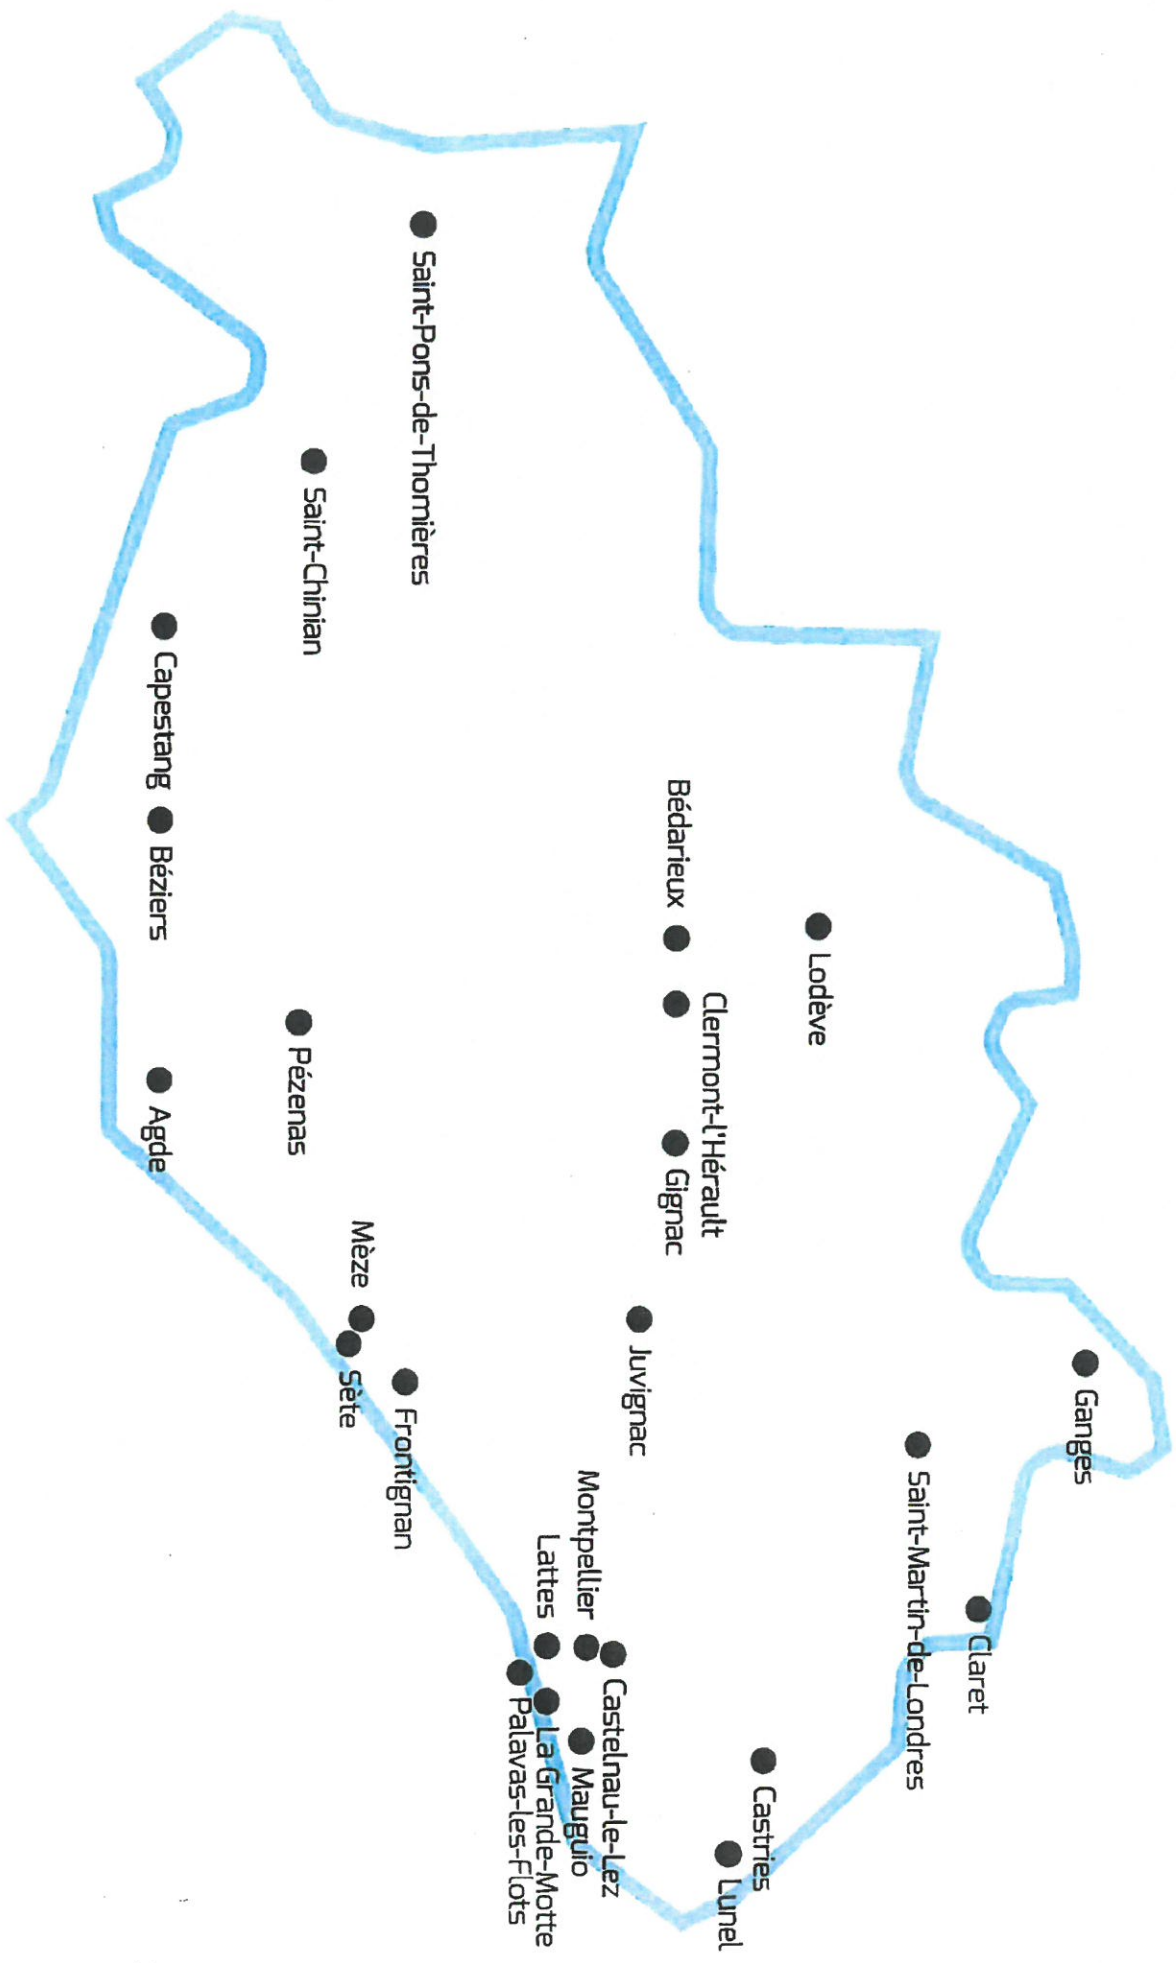 Ganges
Claret
Saint-Martin-de-Londres
Lodève
Castries
Lunel
Clermont-l'Hérault
Bédarieux
Gignac
Juvignac
Castelnau-le-Lez
Montpellier
Mauguio
Lattes
La Grande-Motte
Palavas-les-Flots
Saint-Pons-de-Thomières
Frontignan
Mèze
Sète
Saint-Chinian
Pézenas
Capestang
Béziers
Agde